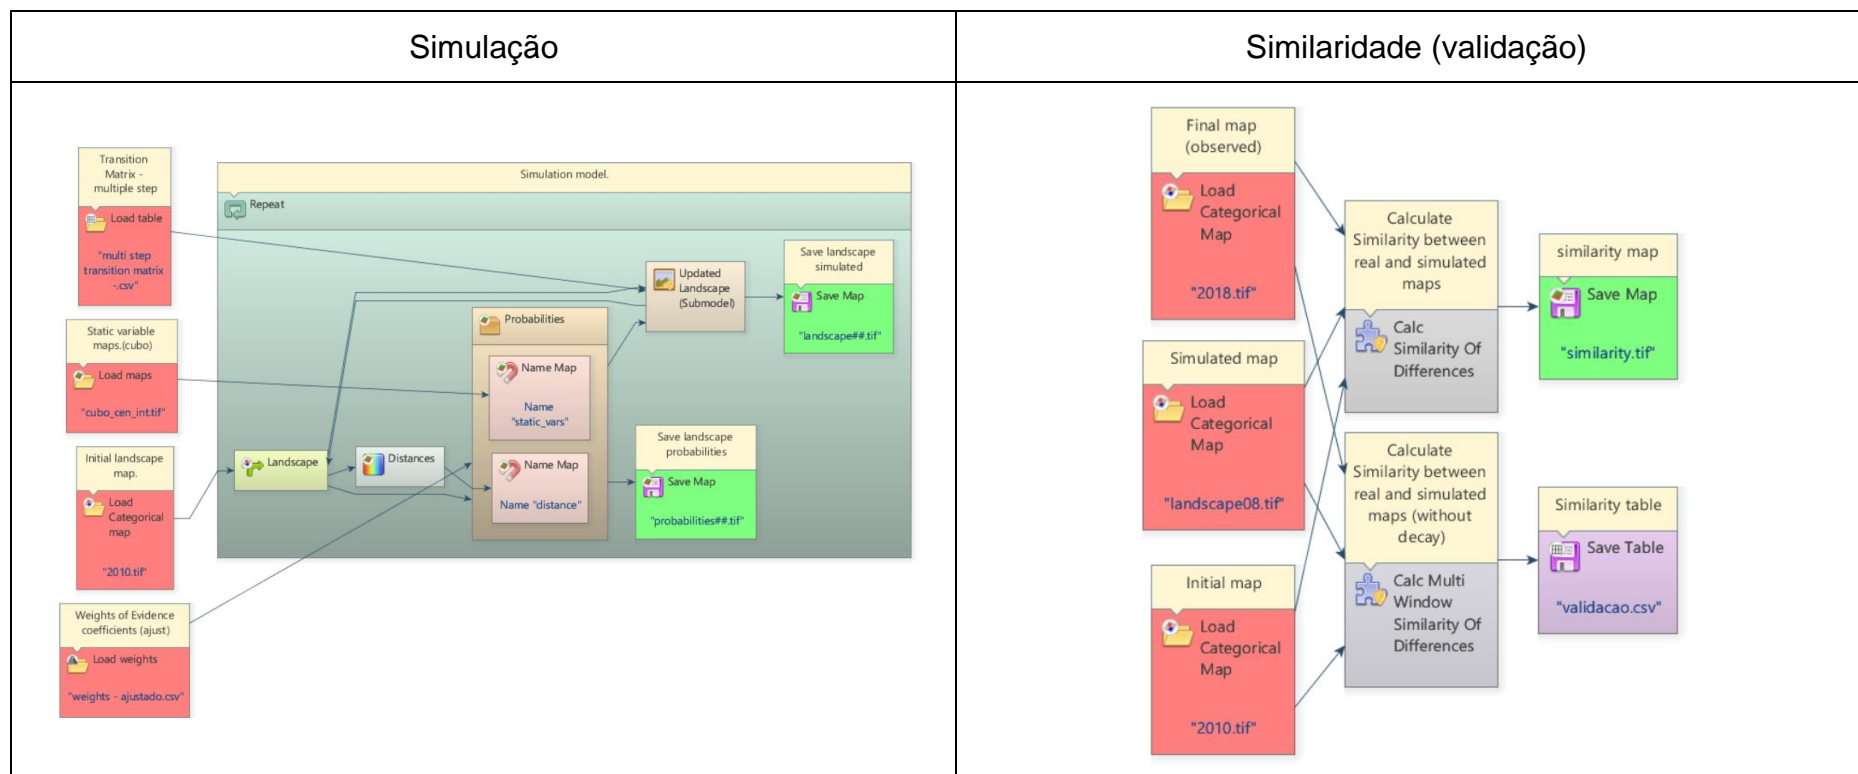 Simulação
Similaridade (validação)
Transition
Matrix -
multiple step
Load table
"multi step
transition matrix
-.csv"
Static variable
maps.(cubo)
Load maps
"cubo_cen_int.tif"
Initial landscape
map.
Load
Categorical
map
"2010.tif"
Weights of Evidence
coefficients (ajust)
Load weights
"weights - ajustado.csv"
Simulation model.
Repeat
Landscape
Distances
Probabilities
Name Map
Name
"static_vars"
Name Map
Name "distance"
Updated
Landscape
(Submodel)
Save landscape
simulated
Save Map
"landscape##.tif"
Save landscape
probabilities
Save Map
"probabilities##.tif"
Final map
(observed)
Load
Categorical
Map
"2018.tif"
Simulated map
Load
Categorical
Map
"landscape08.tif"
Initial map
Load
Categorical
Map
"2010.tif"
Calculate
Similarity between
real and simulated
maps
Calc
Similarity Of
Differences
Calculate
Similarity between
real and simulated
maps (without
decay)
Calc Multi
Window
Similarity Of
Differences
similarity map
Save Map
"similarity.tif"
Similarity table
Save Table
"validacao.csv"